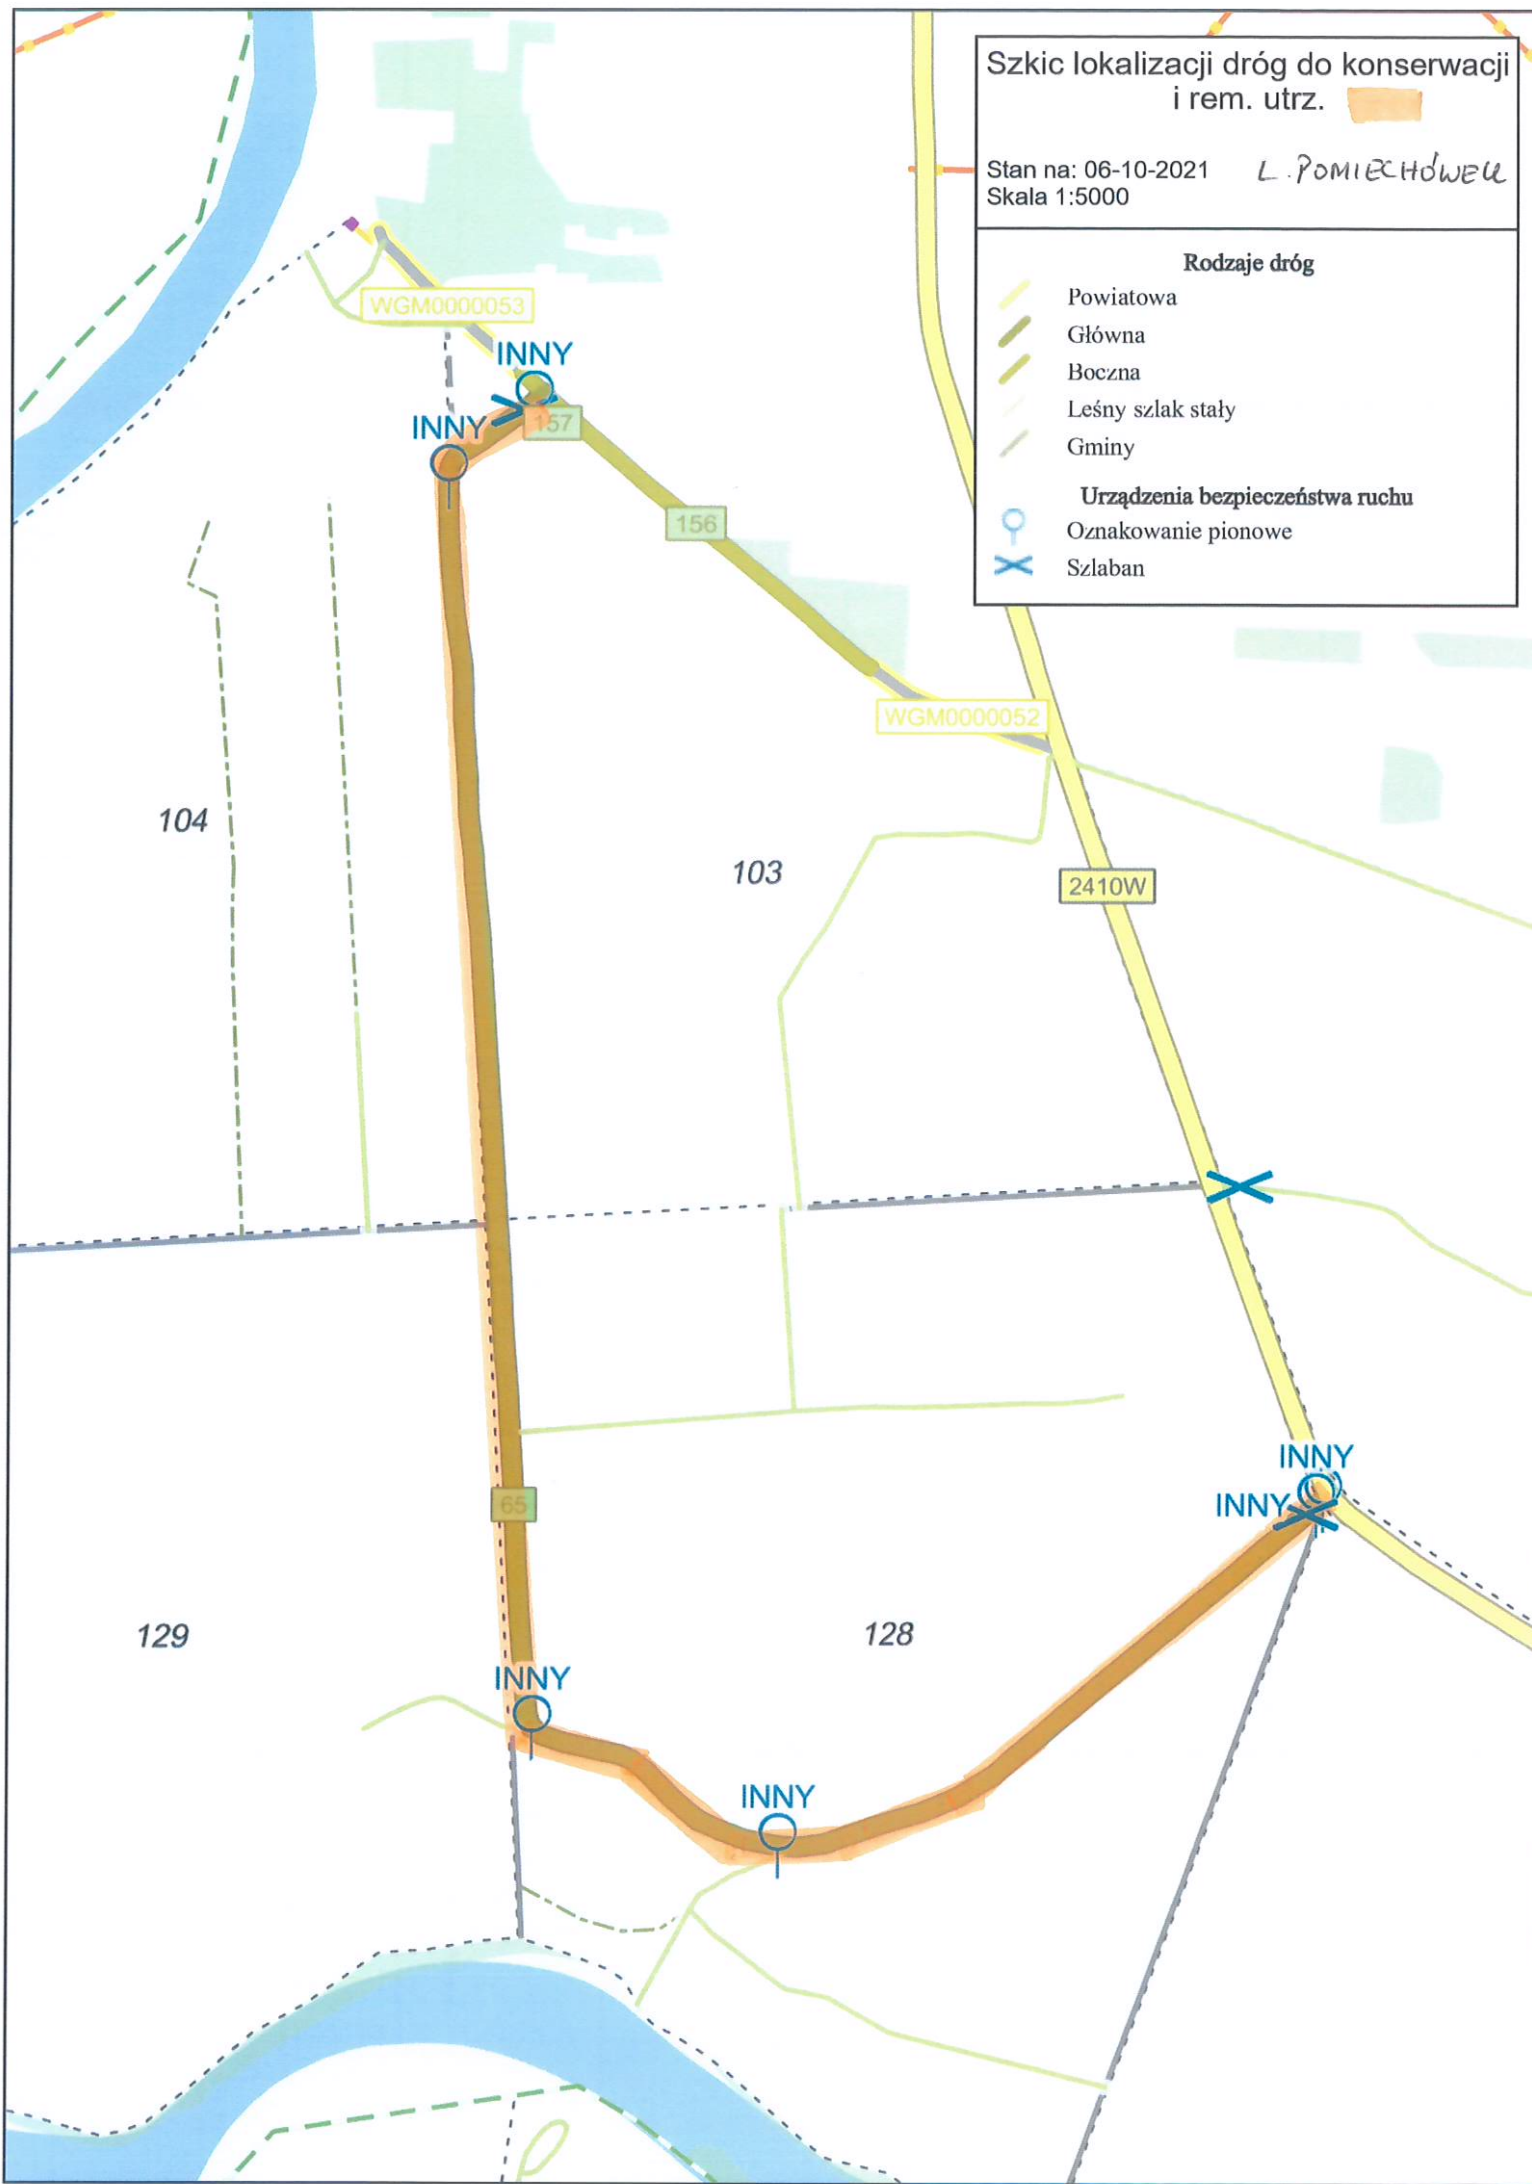 Szkic lokalizacji dróg do konserwacji
i rem. utrz.
Stan na: 06-10-2021 L. POMIECHÓWEK
Skala 1:5000
Rodzaje dróg
Powiatowa
Główna
Boczna
Leśny szlak stały
Gminy
Urządzenia bezpieczeństwa ruchu
Oznakowanie pionowe
Szlaban
WGM0000053
INNY
INNY
157
156
WGM0000052
104
103
2410W
INNY
INNY
65
129
128
INNY
INNY